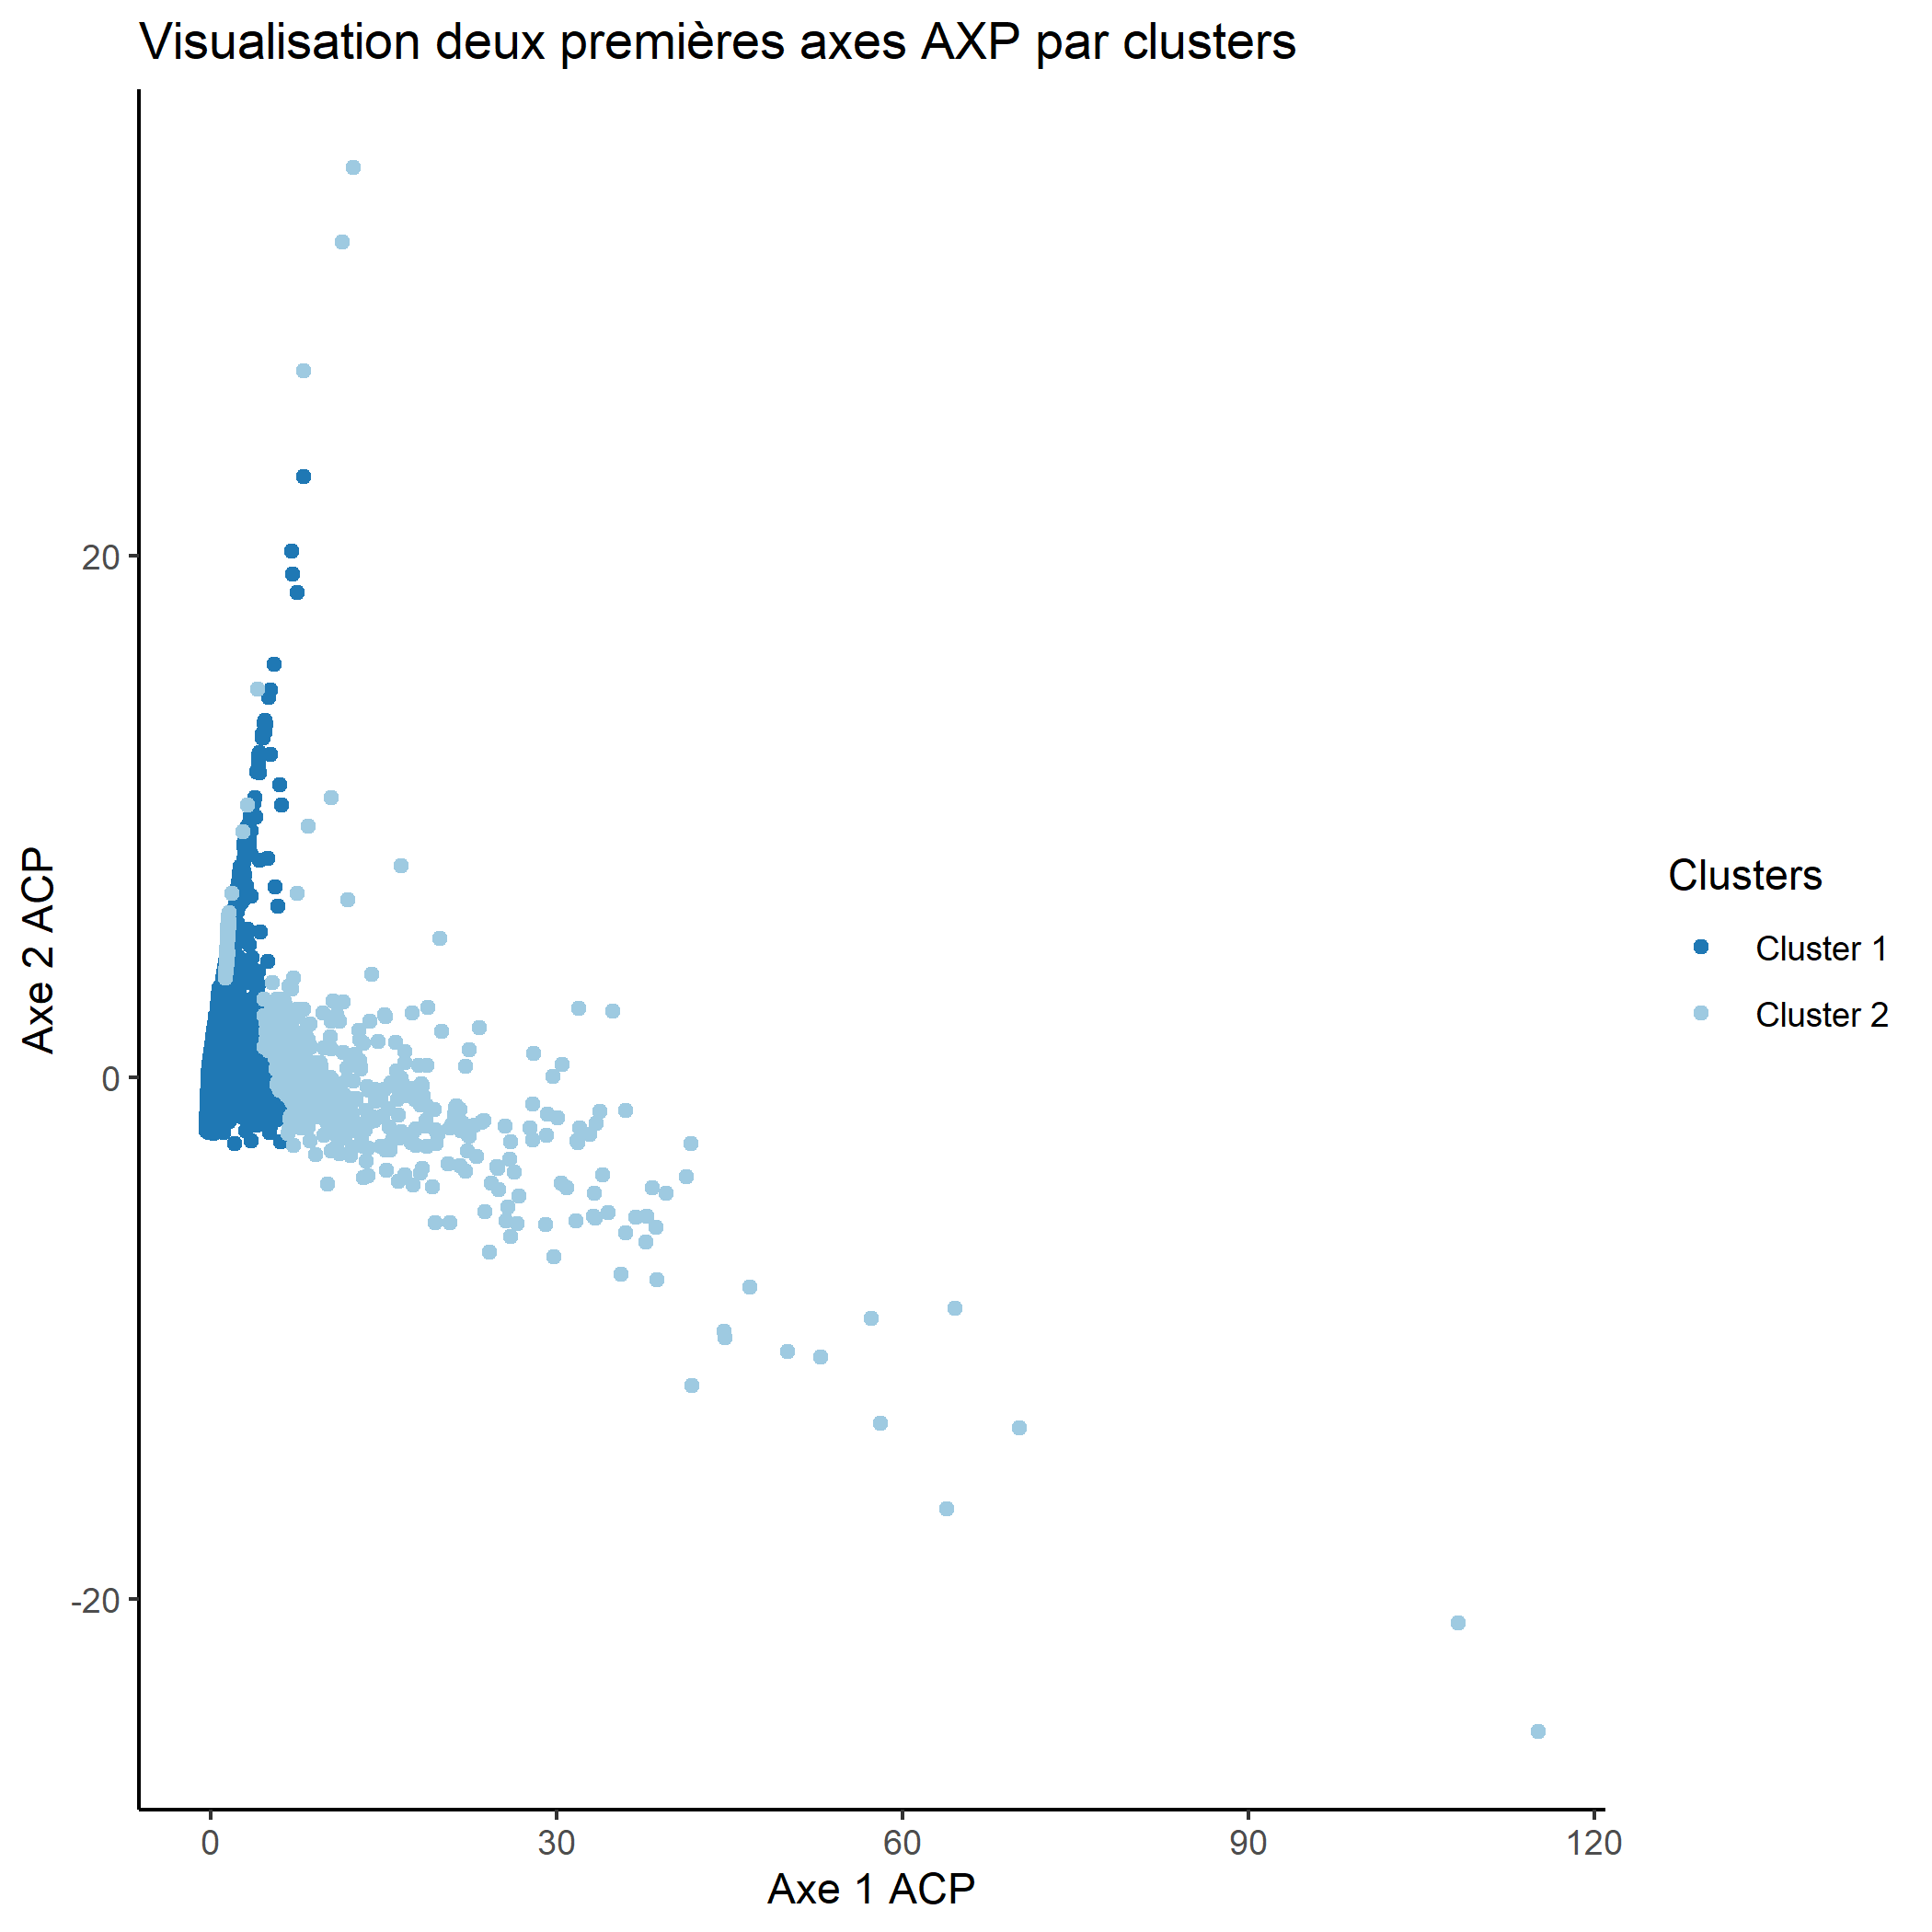 Visualisation deux premières axes AXP par clusters
Axe 2 ACP
20
0
-20
0 30 60 90 120
Axe 1 ACP
Clusters
Cluster 1
Cluster 2